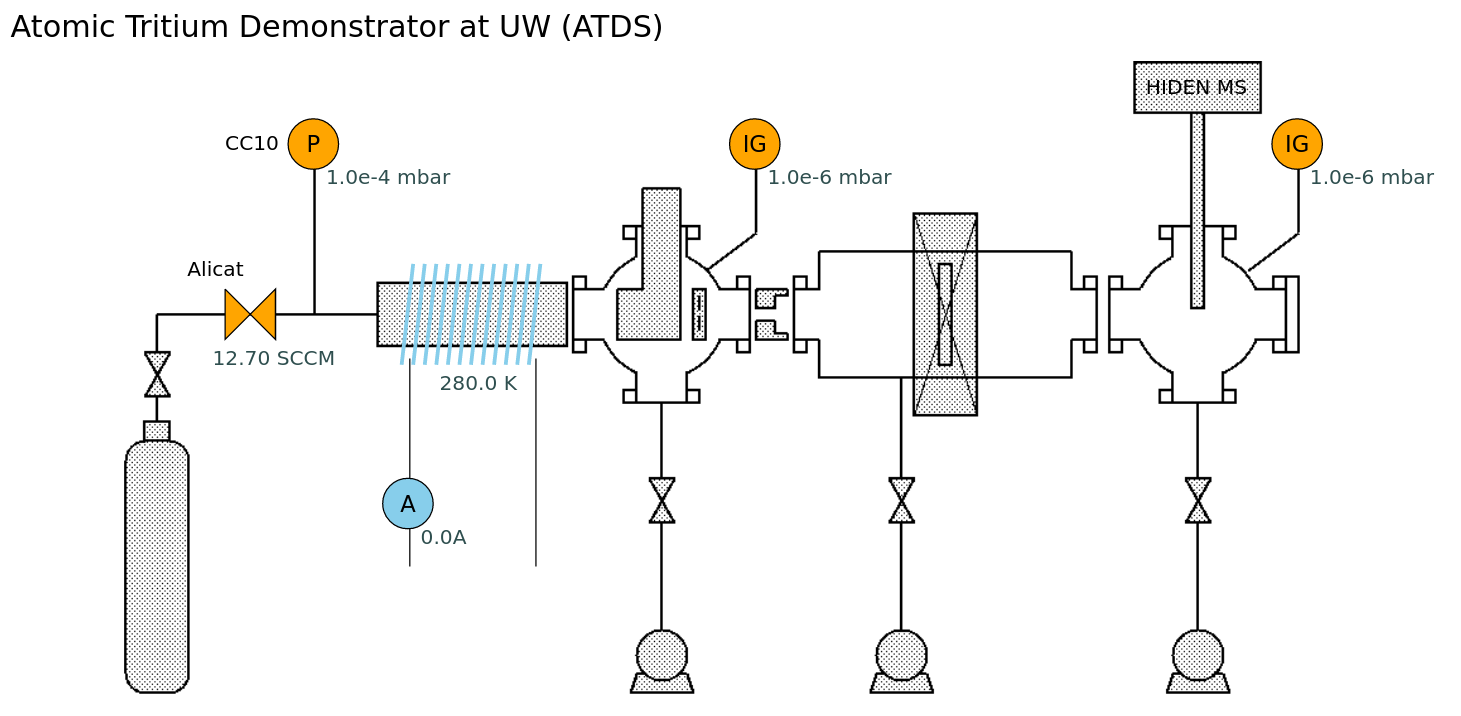 Atomic Tritium Demonstrator at UW (ATDS)
HIDEN MS
CC10
P
IG
IG
1.0e-4 mbar
1.0e-6 mbar
1.0e-6 mbar
Alicat
12.70 SCCM
280.0 K
A
0.0A